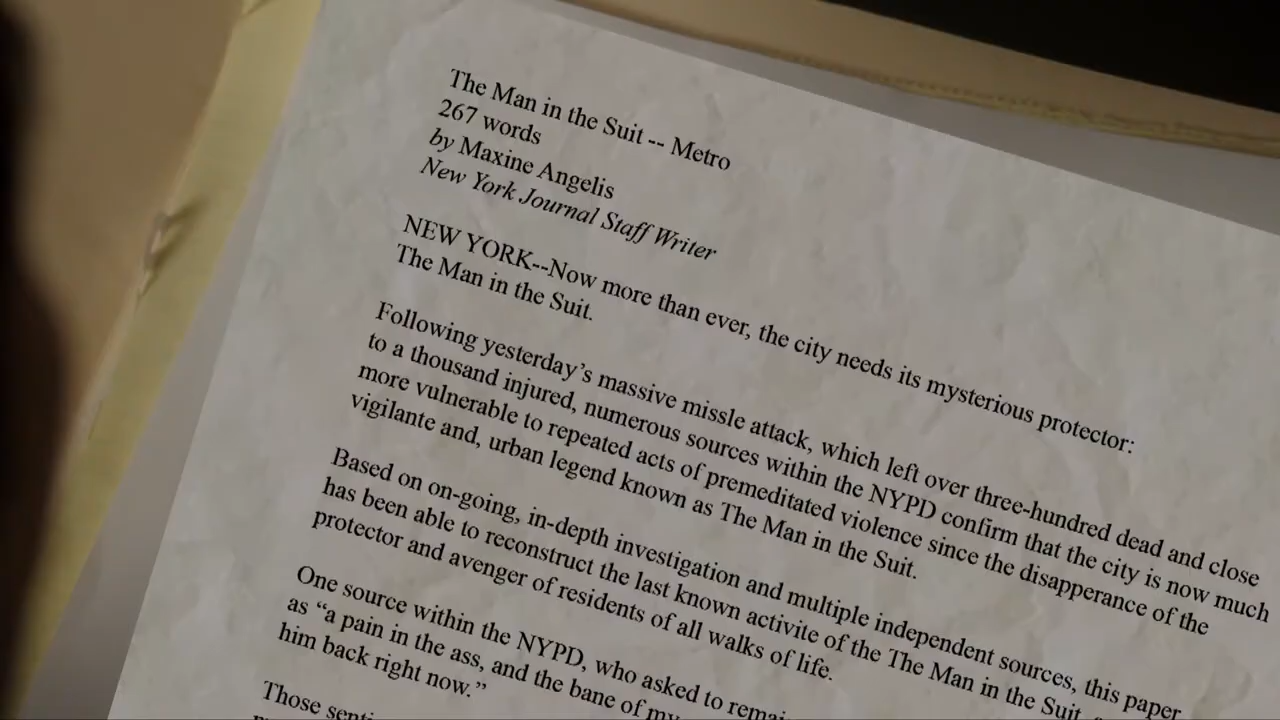 The Man in the Suit -- Metro
267 words
by Maxine Angelis
New York Journal Staff Writer
NEW YORK--Now more than ever, the city needs its mysterious protector:
The Man in the Suit.
Following yesterday’s massive missle attack, which left over three-hundred dead and close
to a thousand injured, numerous sources within the NYPD confirm that the city is now much
more vulnerable to repeated acts of premeditated violence since the disapperance of the
vigilante and, urban legend known as The Man in the Suit.
Based on on-going, in-depth investigation and multiple independent sources, this paper
has been able to reconstruct the last known activite of the The Man in the Suit
protector and avenger of residents of all walks of life.
One source within the NYPD, who asked to
as “a pain in the ass, and the bane of my
him back right now.”
Those